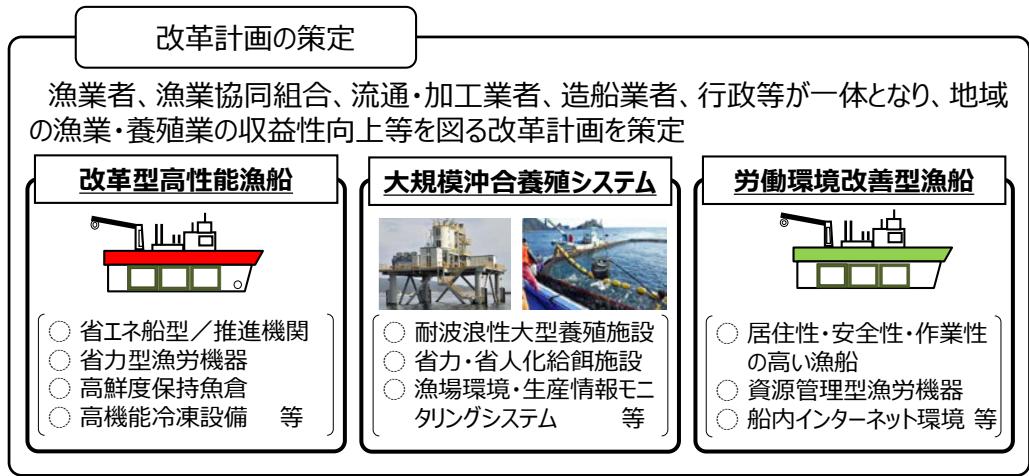 改革計画の策定
漁業者、漁業協同組合、流通・加工業者、造船業者、行政等が一体となり、地域
の漁業・養殖業の収益性向上等を図る改革計画を策定
改革型高性能漁船
○ 省エネ船型／推進機関
○ 省力型漁労機器
○ 高鮮度保持魚倉
○ 高機能冷凍設備 等
大規模沖合養殖システム
○ 耐波浪性大型養殖施設
○ 省力・省人化給餌施設
○ 漁場環境・生産情報モニ
タリングシステム 等
労働環境改善型漁船
○ 居住性・安全性・作業性
の高い漁船
○ 資源管理型漁労機器
○ 船内インターネット環境 等